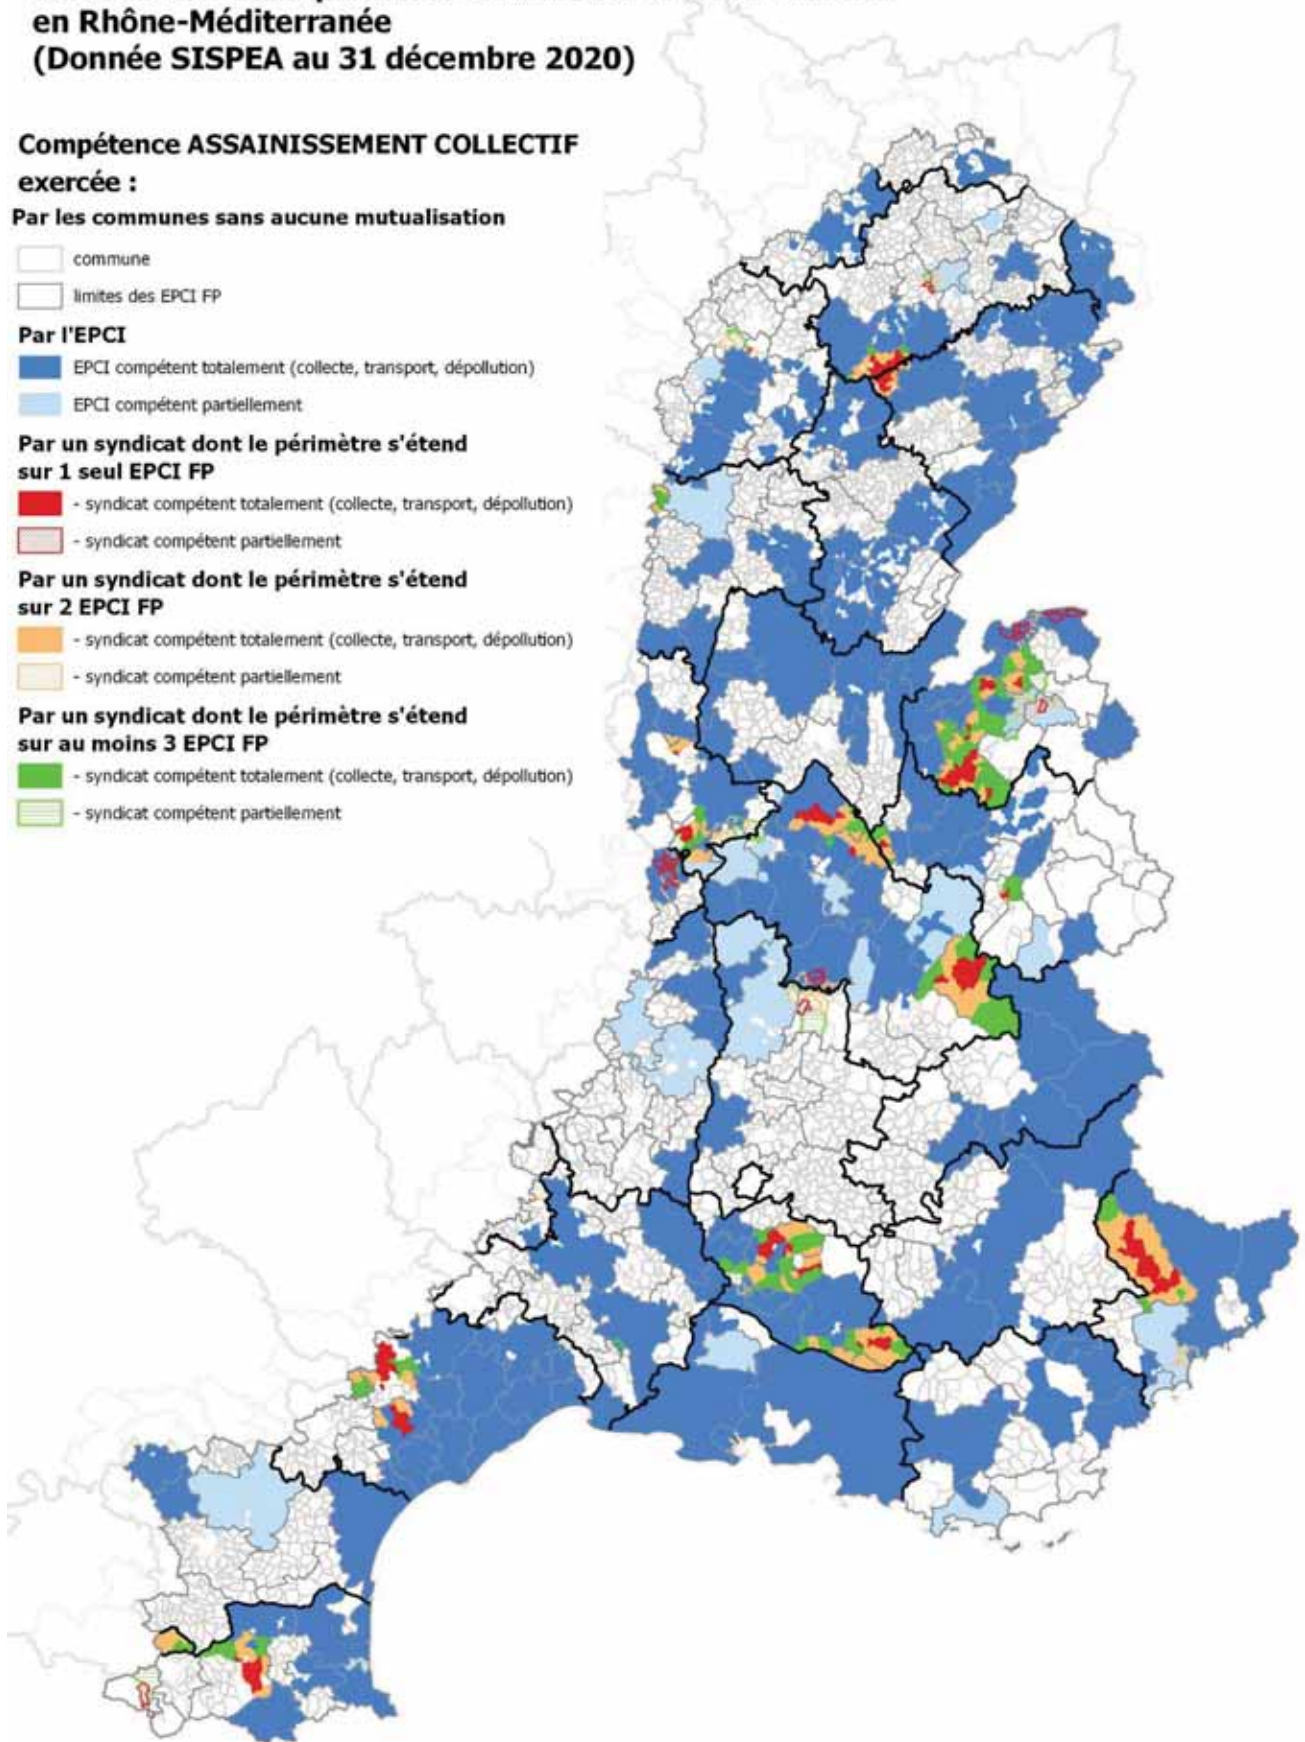 en Rhône-Méditerranée
(Donnée SISPEA au 31 décembre 2020)
Compétence ASSAINISSEMENT COLLECTIF
exercée :
Par les communes sans aucune mutualisation
commune
limites des EPCI FP
Par l'EPCI
EPCI compétent totalement (collecte, transport, dépollution)
EPCI compétent partiellement
Par un syndicat dont le périmètre s'étend
sur 1 seul EPCI FP
- syndicat compétent totalement (collecte, transport, dépollution)
- syndicat compétent partiellement
Par un syndicat dont le périmètre s'étend
sur 2 EPCI FP
- syndicat compétent totalement (collecte, transport, dépollution)
- syndicat compétent partiellement
Par un syndicat dont le périmètre s'étend
sur au moins 3 EPCI FP
- syndicat compétent totalement (collecte, transport, dépollution)
- syndicat compétent partiellement